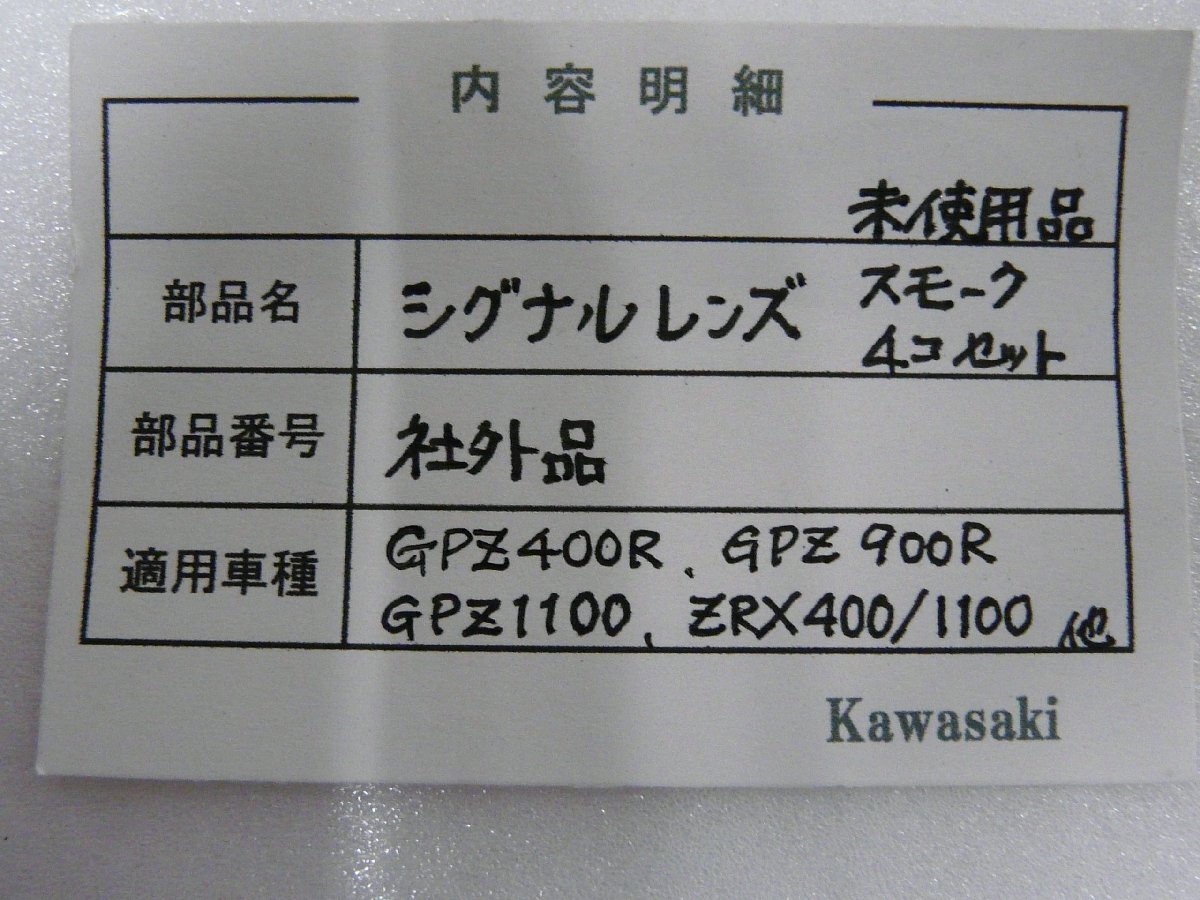 内容明細
未使用品
部品名 シグナルレンズ スモーク
4コセット
部品番号 社外品
適用車種 GPZ400R、GPZ900R
GPZ1100、ZRX400/1100 他
Kawasaki